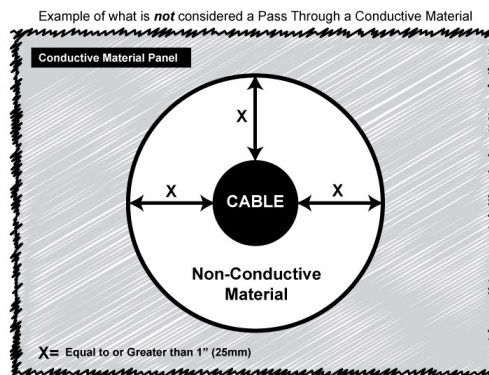 Example of what is not considered a Pass Through a Conductive Material
Conductive Material Panel
X
X
CABLE
X
Non-Conductive
Material
X= Equal to or Greater than 1" (25mm)